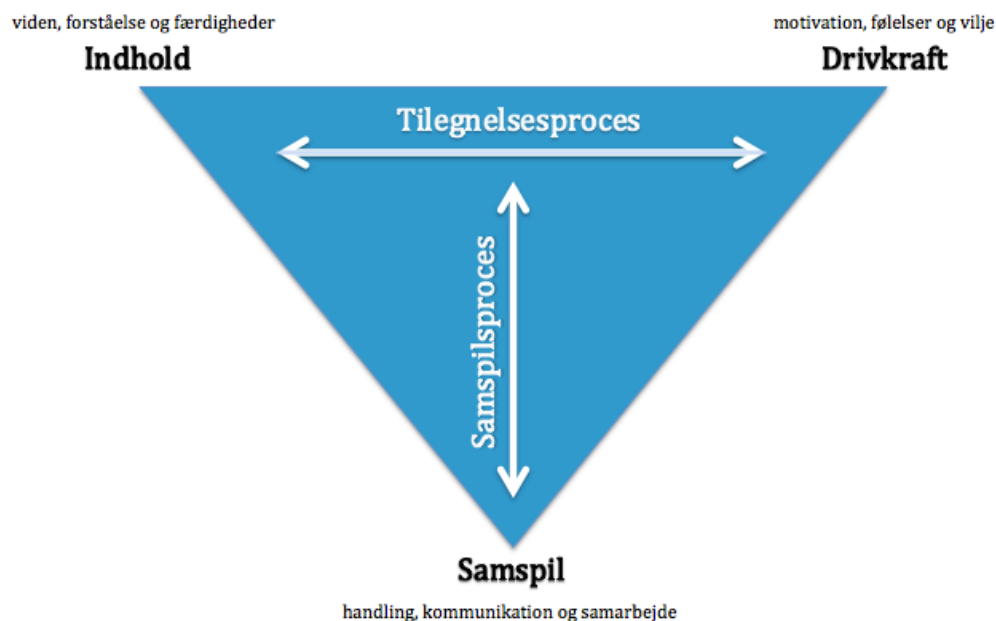 viden, forståelse og færdigheder
Indhold
motivation, følelser og vilje
Drivkraft
Tilegnelsesproces
Samspilsproces
Samspil
handling, kommunikation og samarbejde